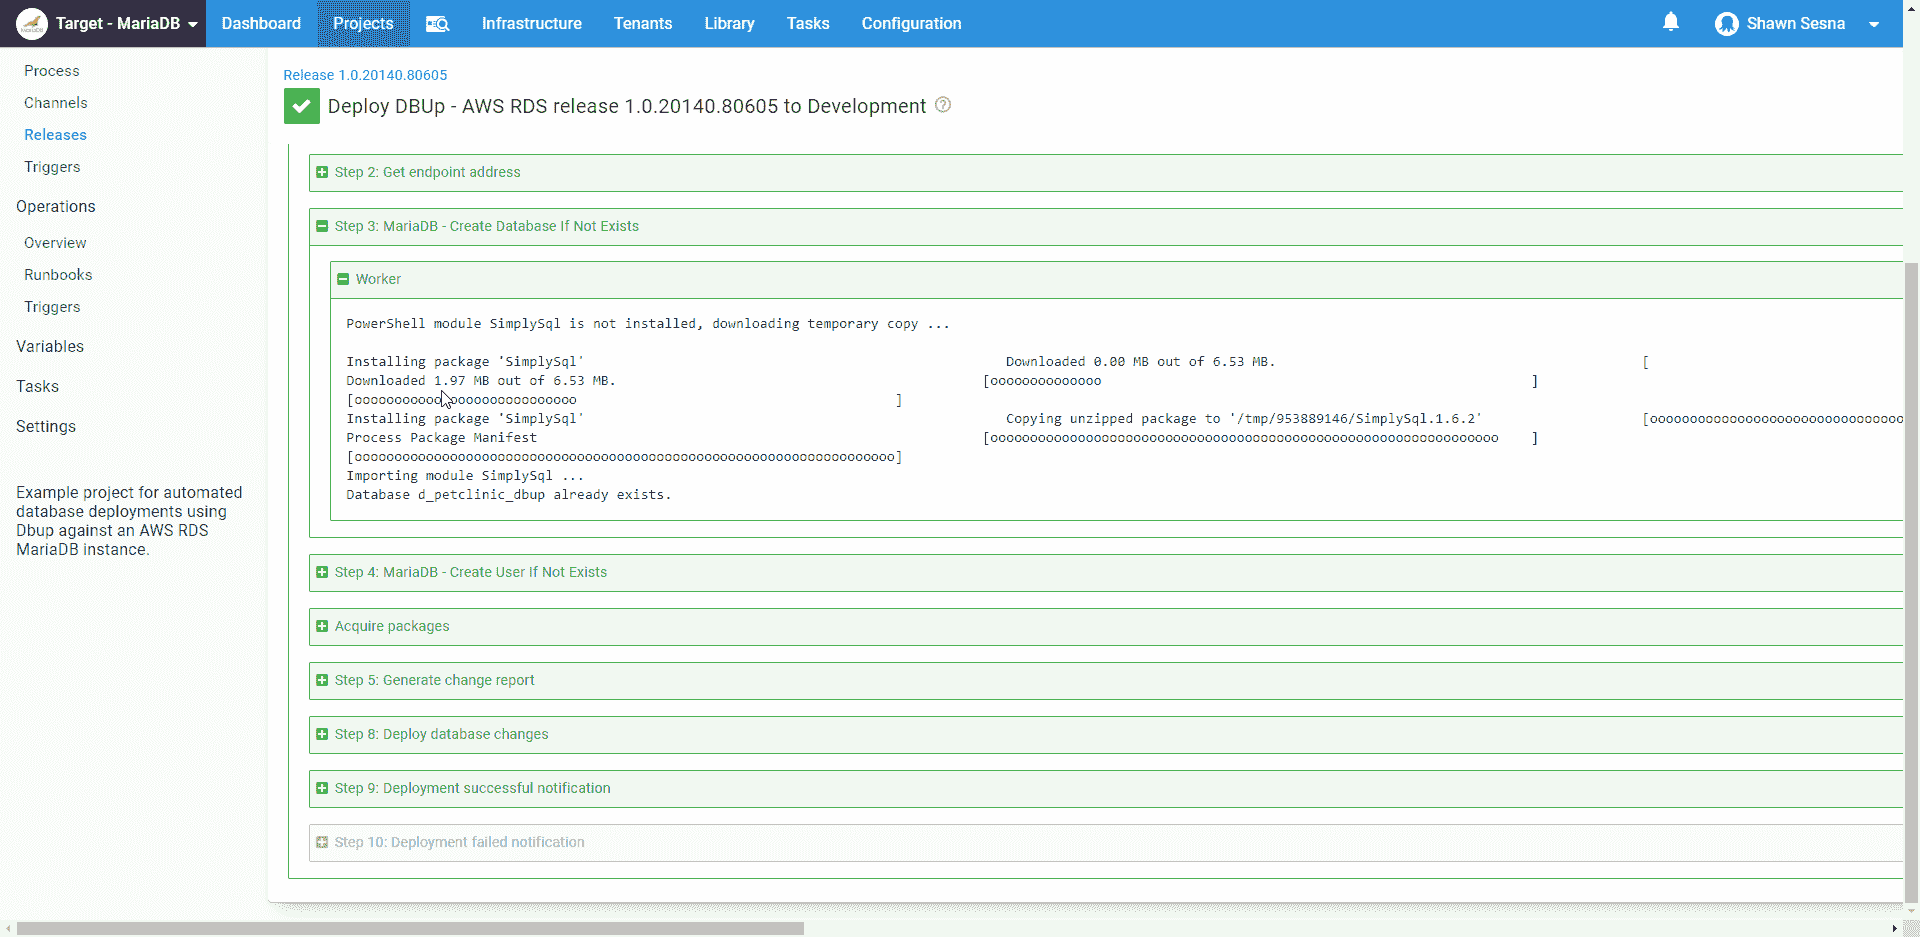 Target - MariaDB
Dashboard
Projects
Infrastructure
Tenants
Library
Tasks
Configuration
Shawn Sesna
Process
Channels
Releases
Triggers
Operations
Overview
Runbooks
Triggers
Variables
Tasks
Settings
Example project for automated
database deployments using
Dbup against an AWS RDS
MariaDB instance.
Release 1.0.20140.80605
Deploy DBUp - AWS RDS release 1.0.20140.80605 to Development
Step 2: Get endpoint address
Step 3: MariaDB - Create Database If Not Exists
Worker
PowerShell module SimplySql is not installed, downloading temporary copy ...
Installing package 'SimplySql' Downloaded 0.00 MB out of 6.53 MB. [
Downloaded 1.97 MB out of 6.53 MB. [oooooooooooooo ]
[oooooooooooooooooooooooooooo ]
Installing package 'SimplySql' Copying unzipped package to '/tmp/953889146/SimplySql.1.6.2' [oooooooooooooooooooooooooooooooo
Process Package Manifest [oooooooooooooooooooooooooooooooooooooooooooooooooooooooooooooooo ]
[oooooooooooooooooooooooooooooooooooooooooooooooooooooooooooooooooooo]
Importing module SimplySql ...
Database d_petclinic_dbup already exists.
Step 4: MariaDB - Create User If Not Exists
Acquire packages
Step 5: Generate change report
Step 8: Deploy database changes
Step 9: Deployment successful notification
Step 10: Deployment failed notification